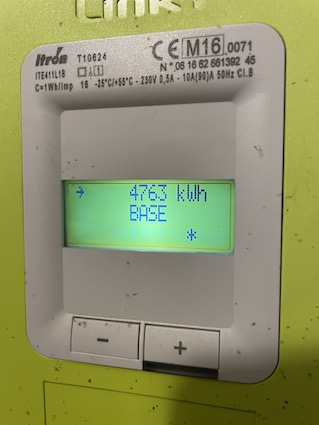 Linky
Itron T10624
ITE411L18
C=1Wh/Imp 16 -25°C/+55°C - 230V 0,5A - 10A(90)A 50Hz Cl.B
CE M16 0071
N° 06 16 62 661392 45
→ 4763 kWh
BASE
*
- +